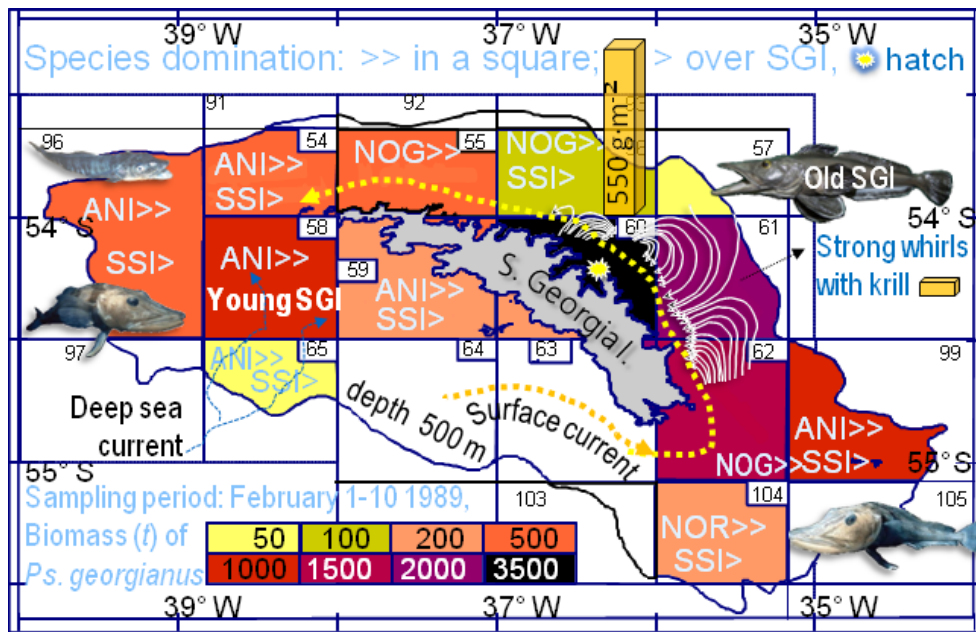 39° W 37° W 35° W
Species domination: >> in a square; > over SGI, hatch
91 92
550 g·m⁻²
96 54 55 57
ANI>> NOG>> NOG>
SSI> SSI>
Old SGI
54° S 54° S
ANI>>
SSI>
58 60 61
ANI>>
Young SGI
59
ANI>>
SSI>
S. Georgia I.
Strong whirls
with krill
97 65 64 63 62 99
ANI>>
SSI>
Deep sea
current
depth 500 m
Surface current
ANI>>
NOG>> SSI>
55° S 55° S
Sampling period: February 1-10 1989,
103 104 105
Biomass (t) of
Ps. georgianus
50 100 200 500
1000 1500 2000 3500
NOR>>
SSI>
39° W 37° W 35° W